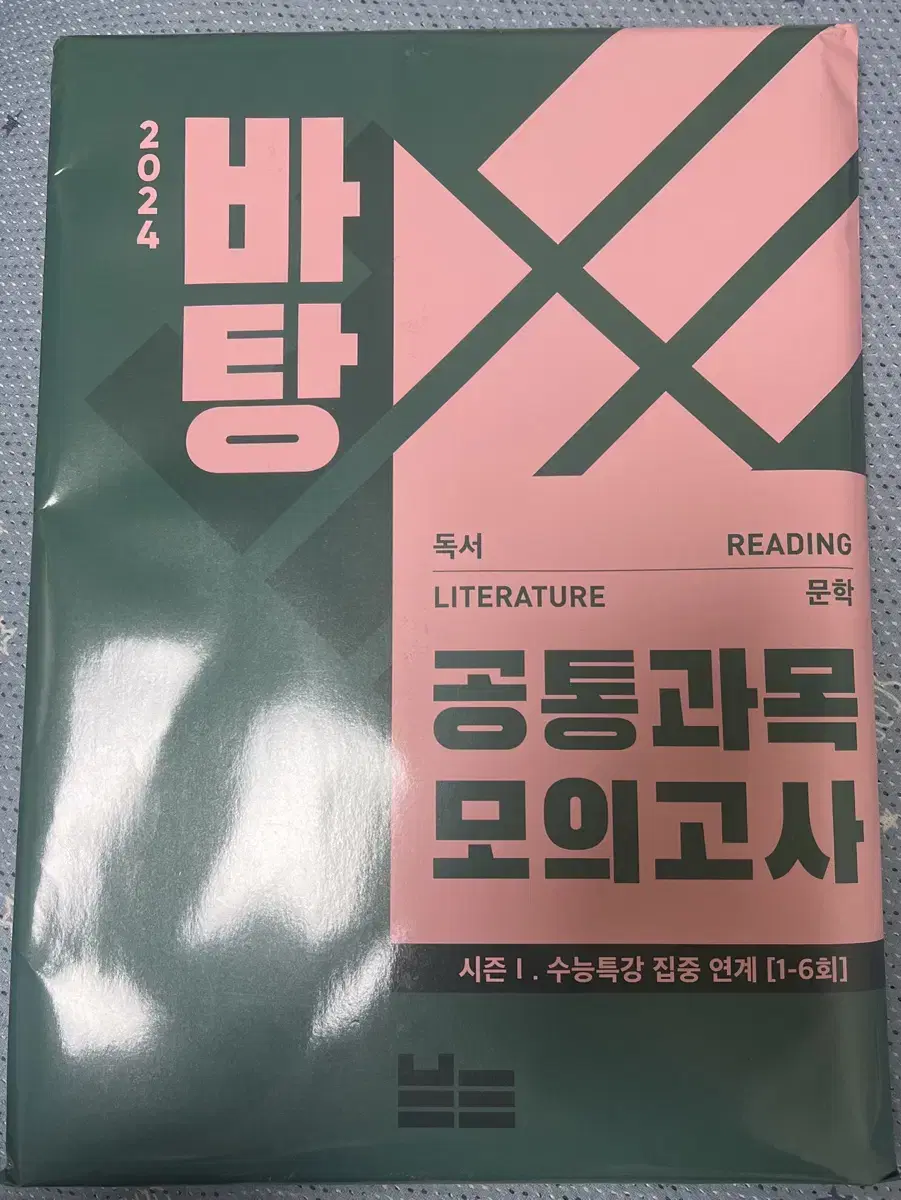 2024
바탕
독서 READING
LITERATURE 문학
공통과목
모의고사
시즌 I. 수능특강 집중 연계 [1-6회]